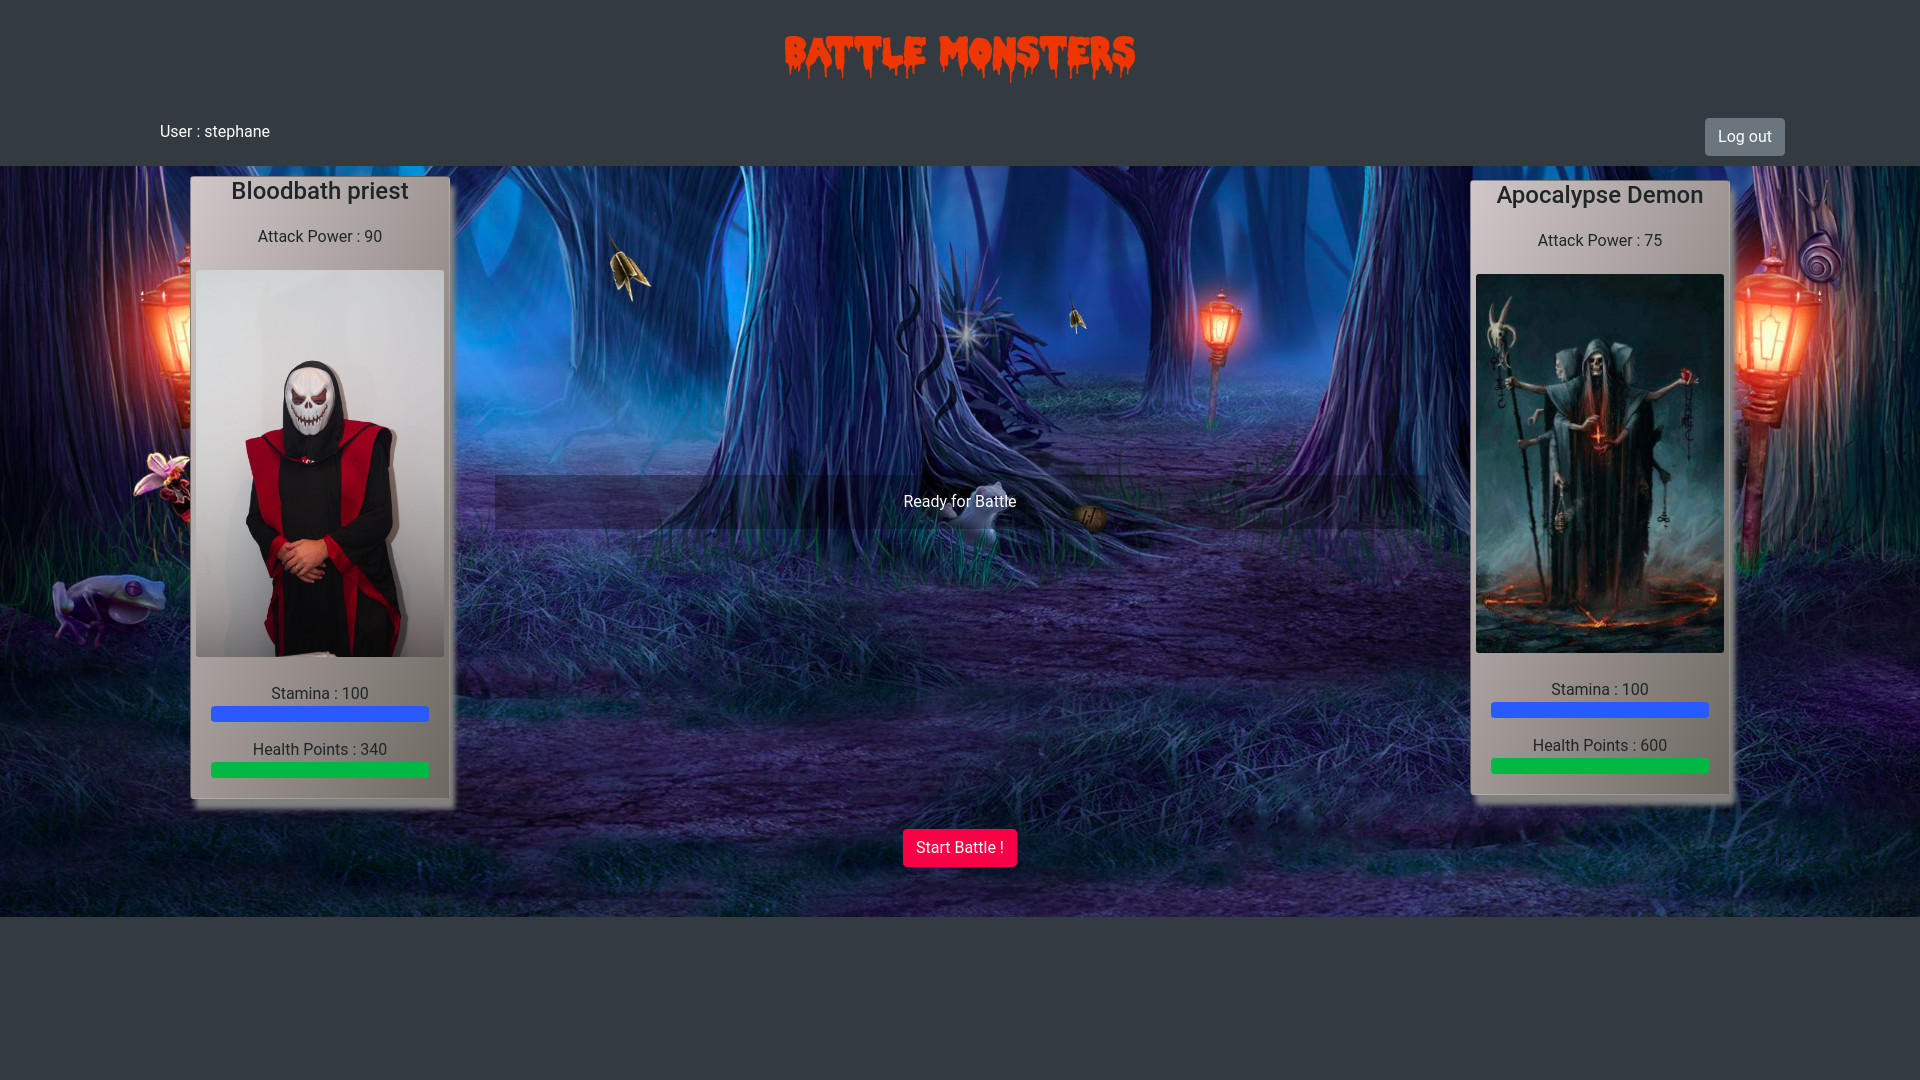 BATTLE MONSTERS
User : stephane
Log out
Bloodbath priest
Attack Power : 90
Stamina : 100
Health Points : 340
Ready for Battle
Apocalypse Demon
Attack Power : 75
Stamina : 100
Health Points : 600
Start Battle !